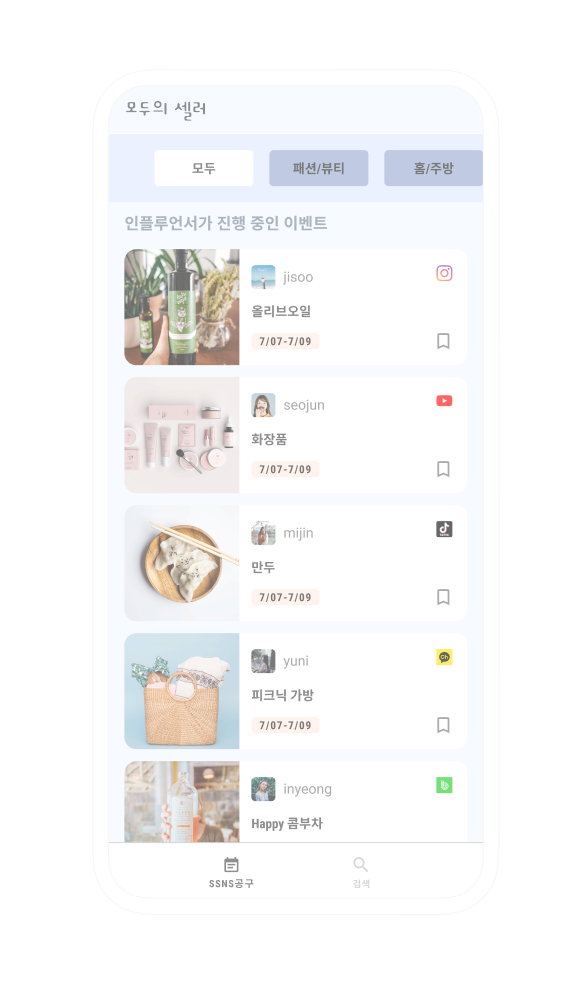 모두의 셀러
모두
패션/뷰티
홈/주방
인플루언서가 진행 중인 이벤트
jisoo
올리브오일
7/07-7/09
seojun
화장품
7/07-7/09
mijin
만두
7/07-7/09
yuni
피크닉 가방
7/07-7/09
Ch
inyeong
Happy 콤부차
SSNS공구
검색